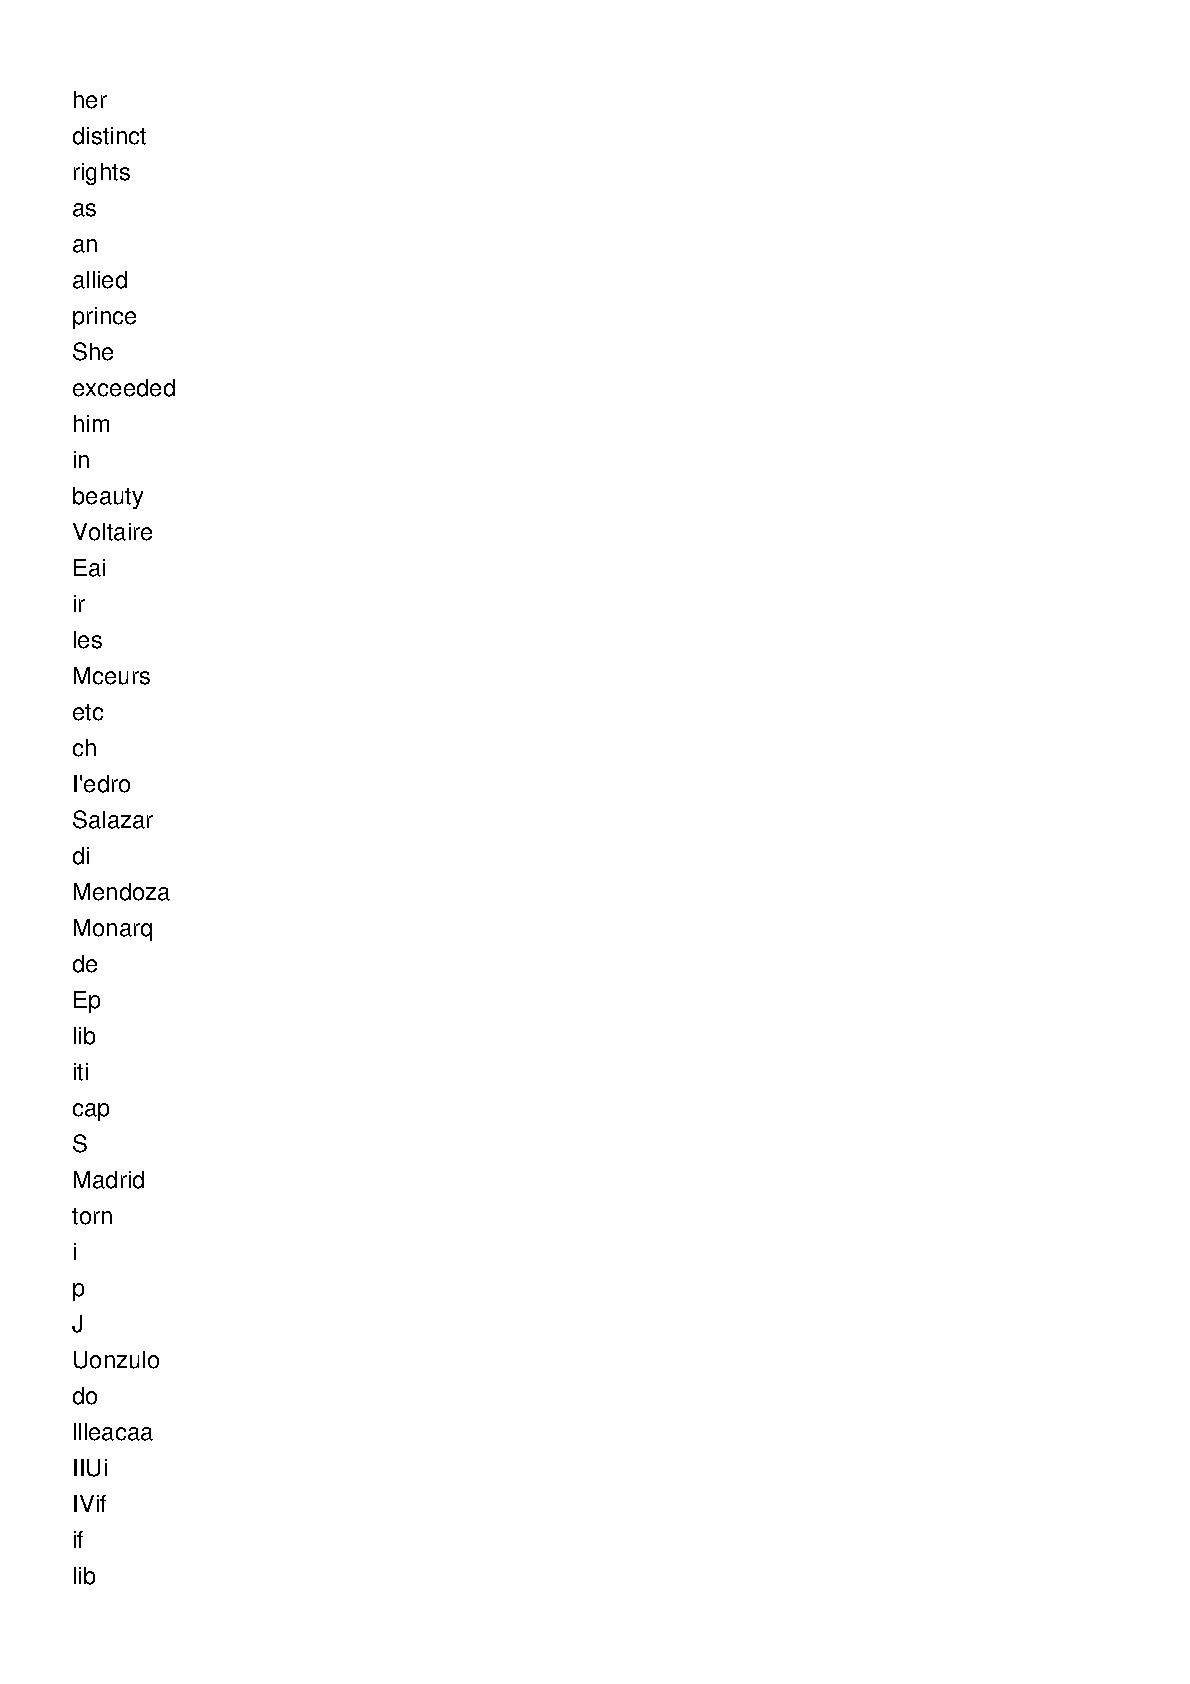 her
distinct
rights
as
an
allied
prince
She
exceeded
him
in
beauty
Voltaire
Eai
ir
les
Mceurs
etc
ch
I'edro
Salazar
di
Mendoza
Monarq
de
Ep
lib
iti
cap
S
Madrid
torn
i
p
J
Uonzulo
do
llleacaa
IIUi
IVif
if
lib